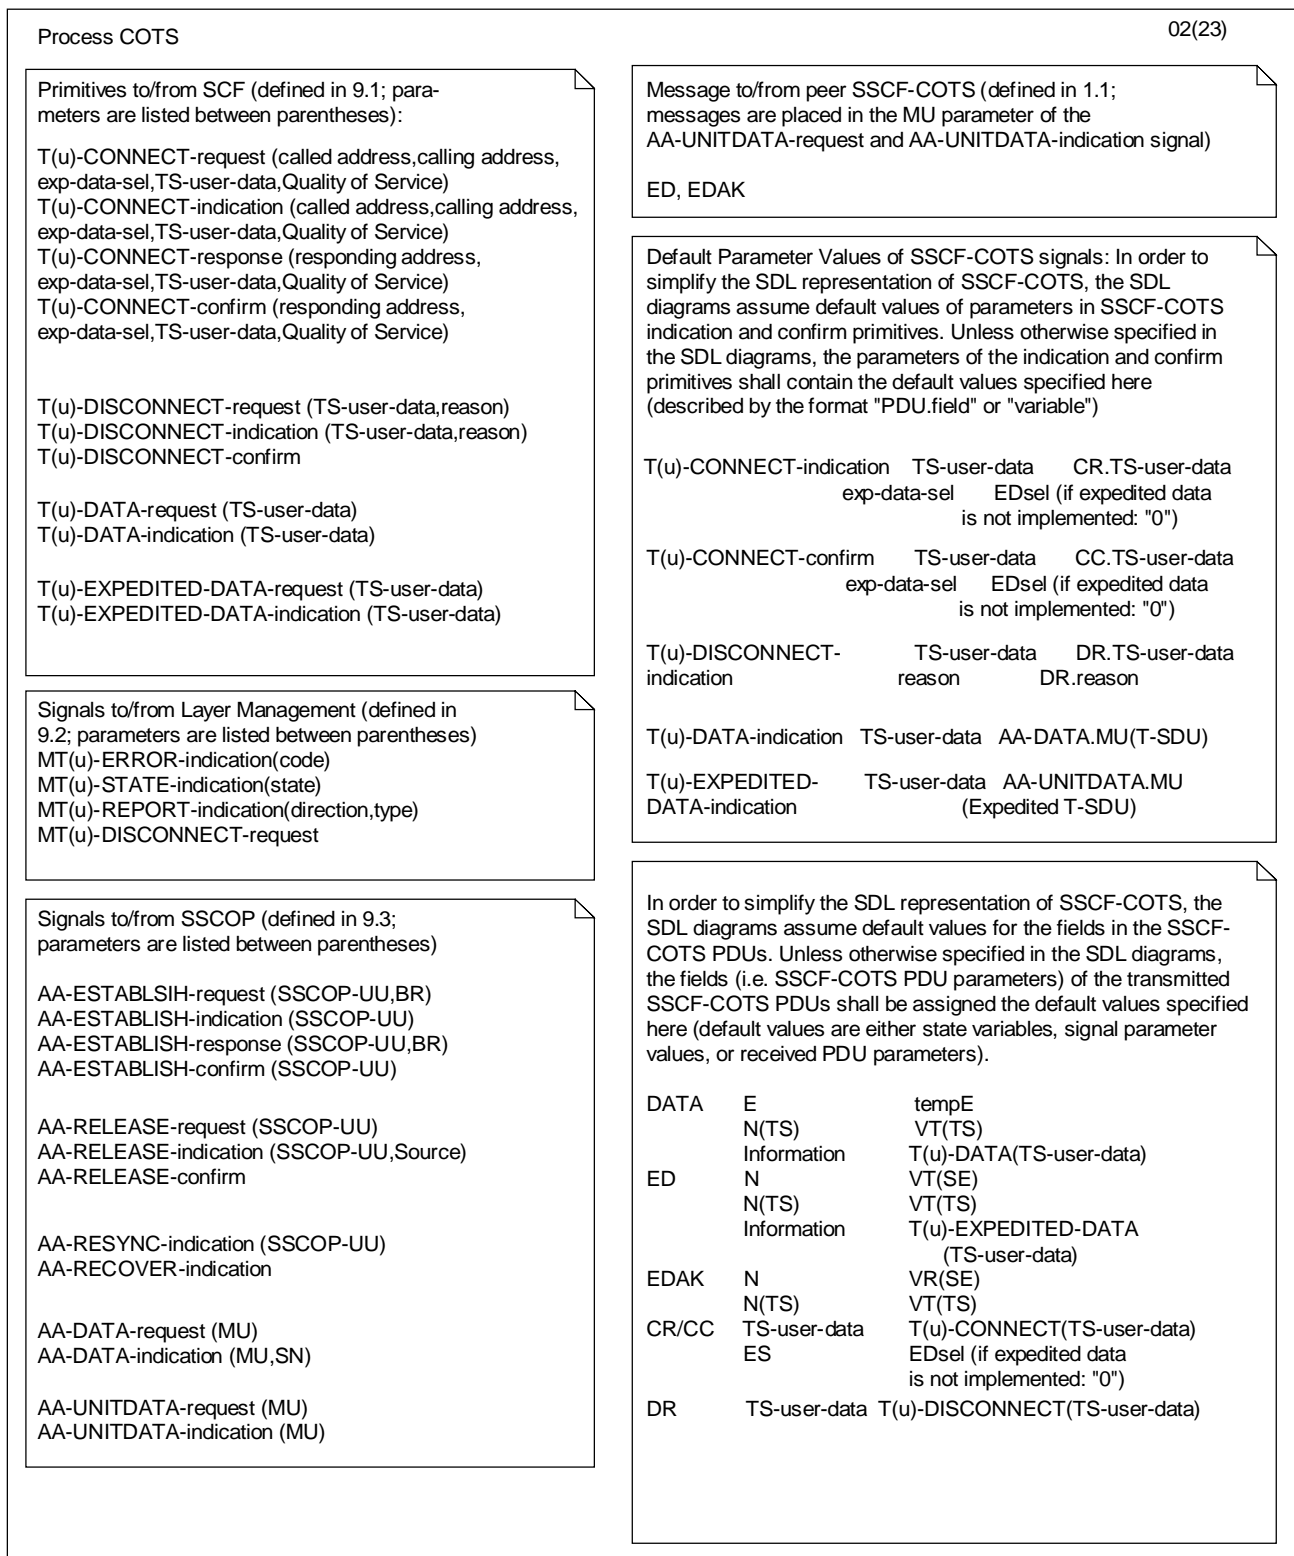 Process COTS
02(23)
Primitives to/from SCF (defined in 9.1; para-
meters are listed between parentheses):
T(u)-CONNECT-request (called address,calling address,
exp-data-sel,TS-user-data,Quality of Service)
T(u)-CONNECT-indication (called address,calling address,
exp-data-sel,TS-user-data,Quality of Service)
T(u)-CONNECT-response (responding address,
exp-data-sel,TS-user-data,Quality of Service)
T(u)-CONNECT-confirm (responding address,
exp-data-sel,TS-user-data,Quality of Service)
T(u)-DISCONNECT-request (TS-user-data,reason)
T(u)-DISCONNECT-indication (TS-user-data,reason)
T(u)-DISCONNECT-confirm
T(u)-DATA-request (TS-user-data)
T(u)-DATA-indication (TS-user-data)
T(u)-EXPEDITED-DATA-request (TS-user-data)
T(u)-EXPEDITED-DATA-indication (TS-user-data)
Signals to/from Layer Management (defined in
9.2; parameters are listed between parentheses)
MT(u)-ERROR-indication(code)
MT(u)-STATE-indication(state)
MT(u)-REPORT-indication(direction,type)
MT(u)-DISCONNECT-request
Signals to/from SSCOP (defined in 9.3;
parameters are listed between parentheses)
AA-ESTABLSIH-request (SSCOP-UU,BR)
AA-ESTABLISH-indication (SSCOP-UU)
AA-ESTABLISH-response (SSCOP-UU,BR)
AA-ESTABLISH-confirm (SSCOP-UU)
AA-RELEASE-request (SSCOP-UU)
AA-RELEASE-indication (SSCOP-UU,Source)
AA-RELEASE-confirm
AA-RESYNC-indication (SSCOP-UU)
AA-RECOVER-indication
AA-DATA-request (MU)
AA-DATA-indication (MU,SN)
AA-UNITDATA-request (MU)
AA-UNITDATA-indication (MU)
Message to/from peer SSCF-COTS (defined in 1.1;
messages are placed in the MU parameter of the
AA-UNITDATA-request and AA-UNITDATA-indication signal)
ED, EDAK
Default Parameter Values of SSCF-COTS signals: In order to
simplify the SDL representation of SSCF-COTS, the SDL
diagrams assume default values of parameters in SSCF-COTS
indication and confirm primitives. Unless otherwise specified in
the SDL diagrams, the parameters of the indication and confirm
primitives shall contain the default values specified here
(described by the format "PDU.field" or "variable")
T(u)-CONNECT-indication TS-user-data CR.TS-user-data
exp-data-sel EDsel (if expedited data
is not implemented: "0")
T(u)-CONNECT-confirm TS-user-data CC.TS-user-data
exp-data-sel EDsel (if expedited data
is not implemented: "0")
T(u)-DISCONNECT- TS-user-data DR.TS-user-data
indication reason DR.reason
T(u)-DATA-indication TS-user-data AA-DATA.MU(T-SDU)
T(u)-EXPEDITED- TS-user-data AA-UNITDATA.MU
DATA-indication (Expedited T-SDU)
In order to simplify the SDL representation of SSCF-COTS, the
SDL diagrams assume default values for the fields in the SSCF-
COTS PDUs. Unless otherwise specified in the SDL diagrams,
the fields (i.e. SSCF-COTS PDU parameters) of the transmitted
SSCF-COTS PDUs shall be assigned the default values specified
here (default values are either state variables, signal parameter
values, or received PDU parameters).
DATA E tempE
N(TS) VT(TS)
Information T(u)-DATA(TS-user-data)
ED N VT(SE)
N(TS) VT(TS)
Information T(u)-EXPEDITED-DATA
(TS-user-data)
EDAK N VR(SE)
N(TS) VT(TS)
CR/CC TS-user-data T(u)-CONNECT(TS-user-data)
ES EDsel (if expedited data
is not implemented: "0")
DR TS-user-data T(u)-DISCONNECT(TS-user-data)